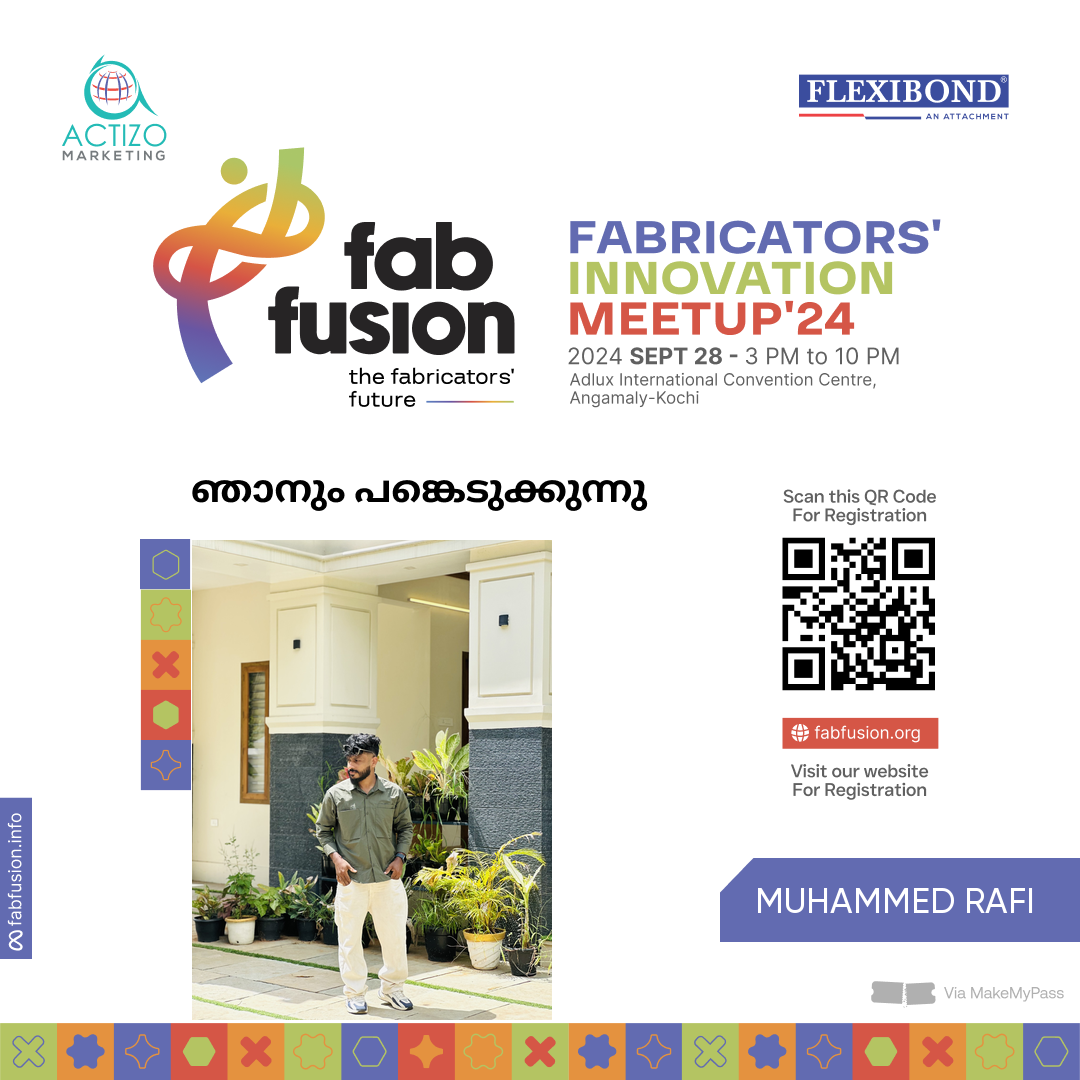 ACTIZO
MARKETING
FLEXIBOND®
AN ATTACHMENT
fab
fusion
the fabricators'
future
FABRICATORS'
INNOVATION
MEETUP'24
2024 SEPT 28 - 3 PM to 10 PM
Adlux International Convention Centre,
Angamaly-Kochi
ഞാനും പങ്കെടുക്കുന്നു
Scan this QR Code
For Registration
fabfusion.org
Visit our website
For Registration
fabfusion.info
MUHAMMED RAFI
Via MakeMyPass